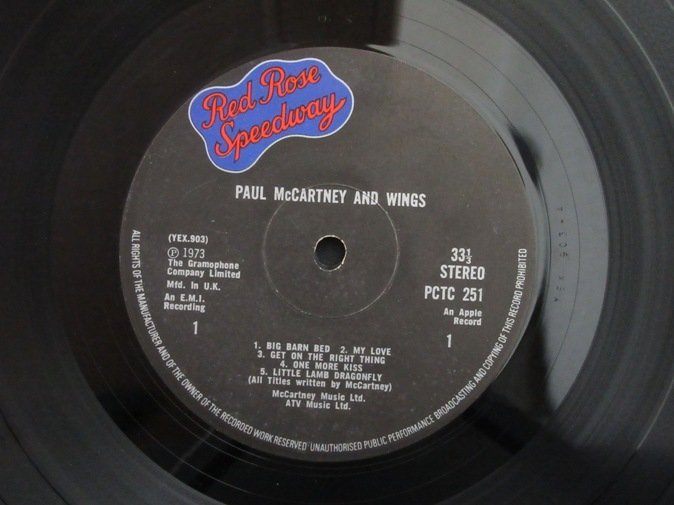 Red Rose
Speedway
PAUL McCARTNEY AND WINGS
(YEX.903)
Ⓟ 1973
The Gramophone
Company Limited
Mfd. In U.K.
An E.M.I.
Recording
1
33⅓
STEREO
PCTC 251
An Apple
Record
1
1. BIG BARN BED 2. MY LOVE
3. GET ON THE RIGHT THING
4. ONE MORE KISS
5. LITTLE LAMB DRAGONFLY
(All Titles written by McCartney)
McCartney Music Ltd.
ATV Music Ltd.
ALL RIGHTS OF THE MANUFACTURER AND OF THE OWNER OF THE RECORDED WORK RESERVED · UNAUTHORISED PUBLIC PERFORMANCE BROADCASTING AND COPYING OF THIS RECORD PROHIBITED